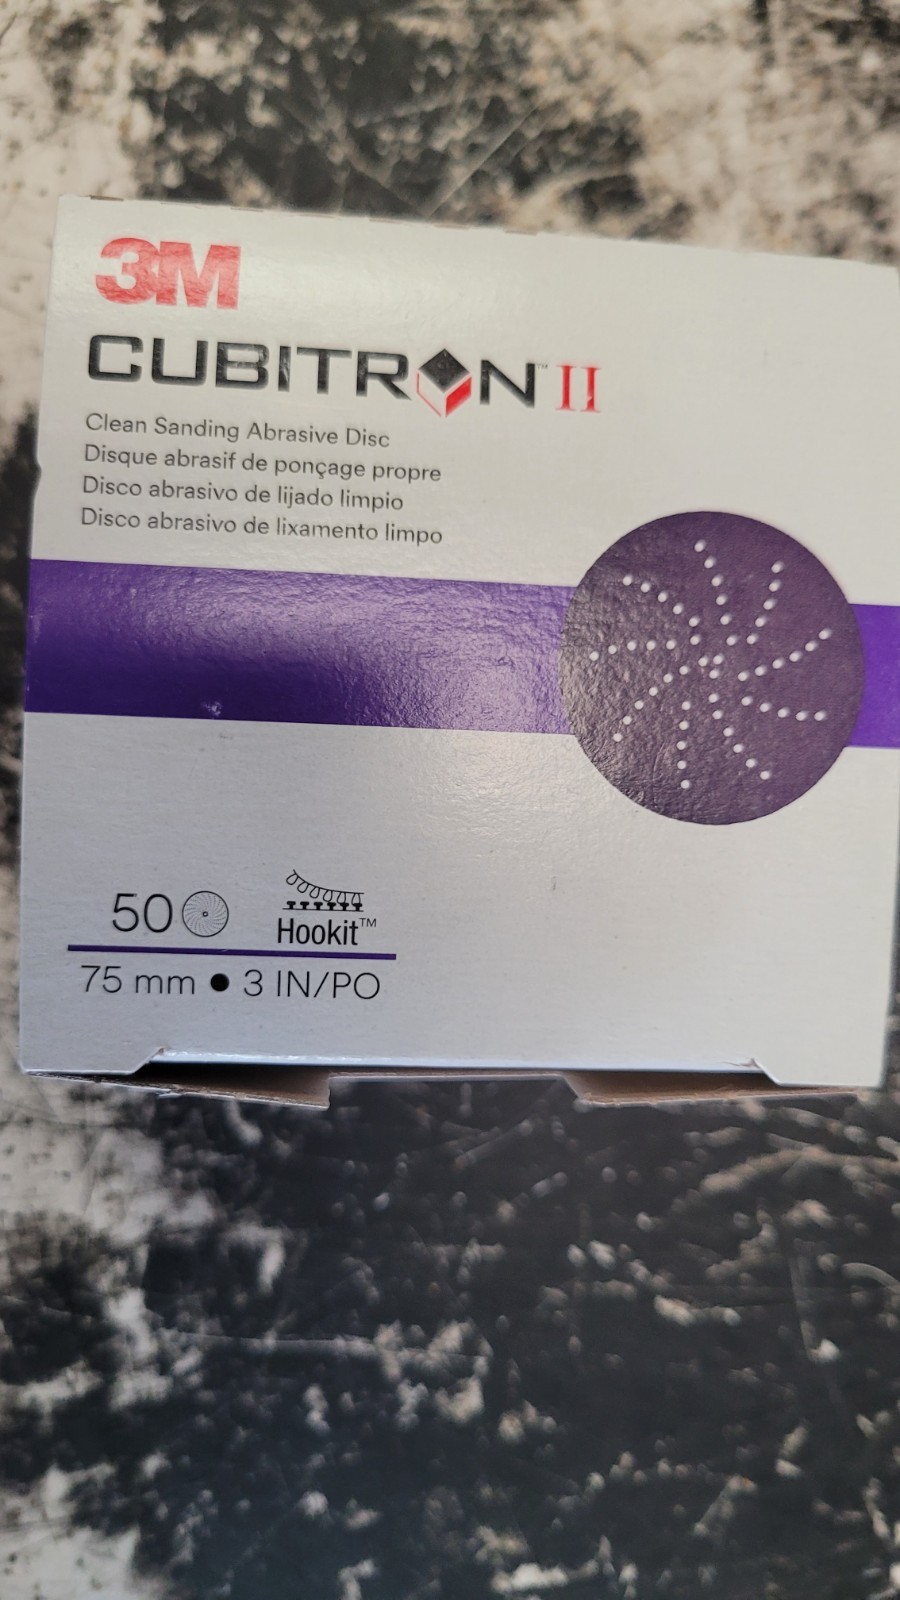 3M
CUBITRON™ II
Clean Sanding Abrasive Disc
Disque abrasif de ponçage propre
Disco abrasivo de lijado limpio
Disco abrasivo de lixamento limpo
50
Hookit™
75 mm • 3 IN/PO